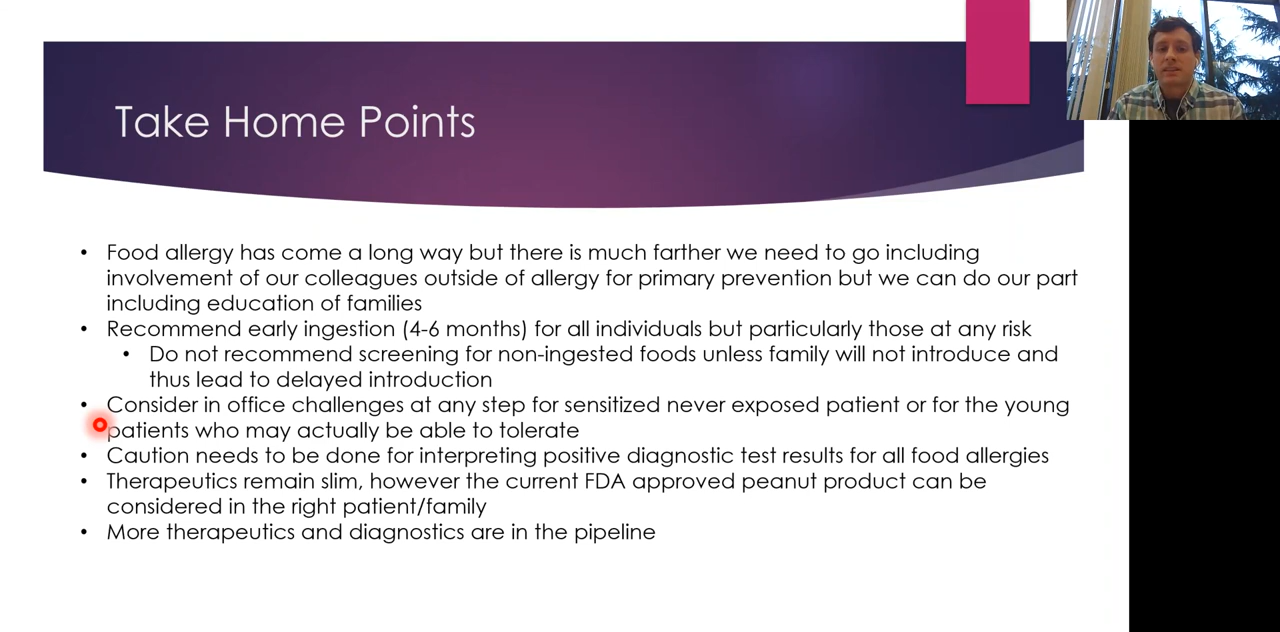 Take Home Points
• Food allergy has come a long way but there is much farther we need to go including
involvement of our colleagues outside of allergy for primary prevention but we can do our part
including education of families
• Recommend early ingestion (4-6 months) for all individuals but particularly those at any risk
• Do not recommend screening for non-ingested foods unless family will not introduce and
thus lead to delayed introduction
• Consider in office challenges at any step for sensitized never exposed patient or for the young
patients who may actually be able to tolerate
• Caution needs to be done for interpreting positive diagnostic test results for all food allergies
• Therapeutics remain slim, however the current FDA approved peanut product can be
considered in the right patient/family
• More therapeutics and diagnostics are in the pipeline